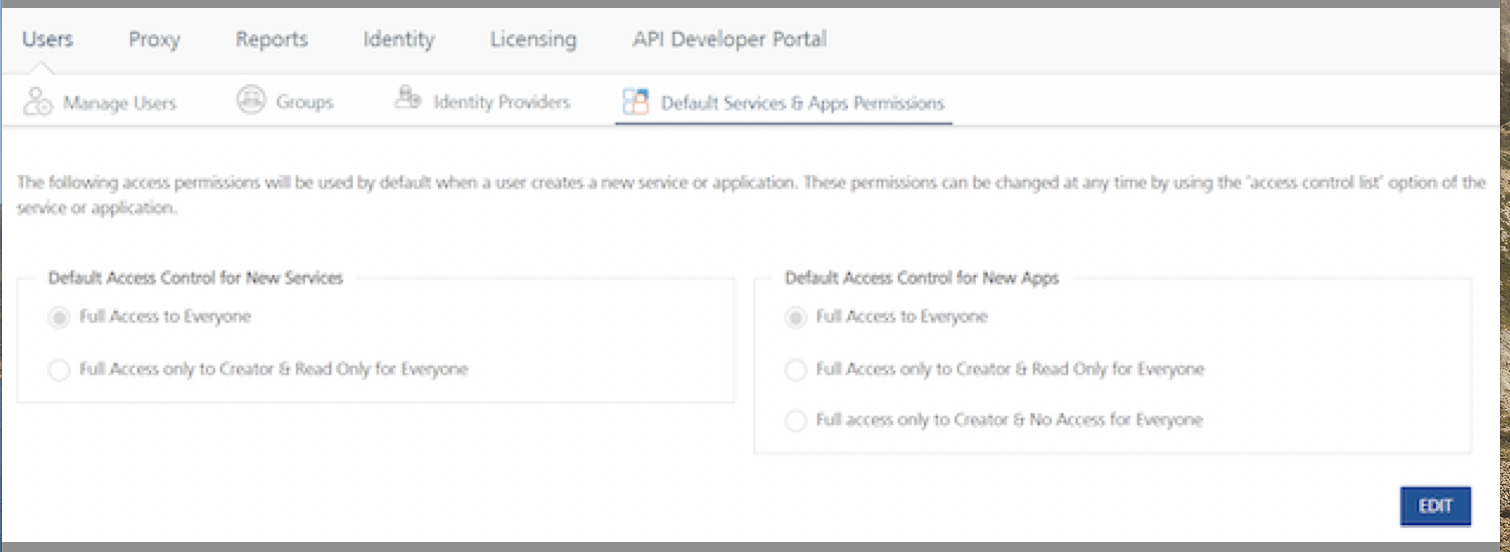 Users Proxy Reports Identity Licensing API Developer Portal
Manage Users Groups Identity Providers Default Services & Apps Permissions
The following access permissions will be used by default when a user creates a new service or application. These permissions can be changed at any time by using the 'access control list' option of the
service or application.
Default Access Control for New Services
Full Access to Everyone
Full Access only to Creator & Read Only for Everyone
Default Access Control for New Apps
Full Access to Everyone
Full Access only to Creator & Read Only for Everyone
Full access only to Creator & No Access for Everyone
EDIT